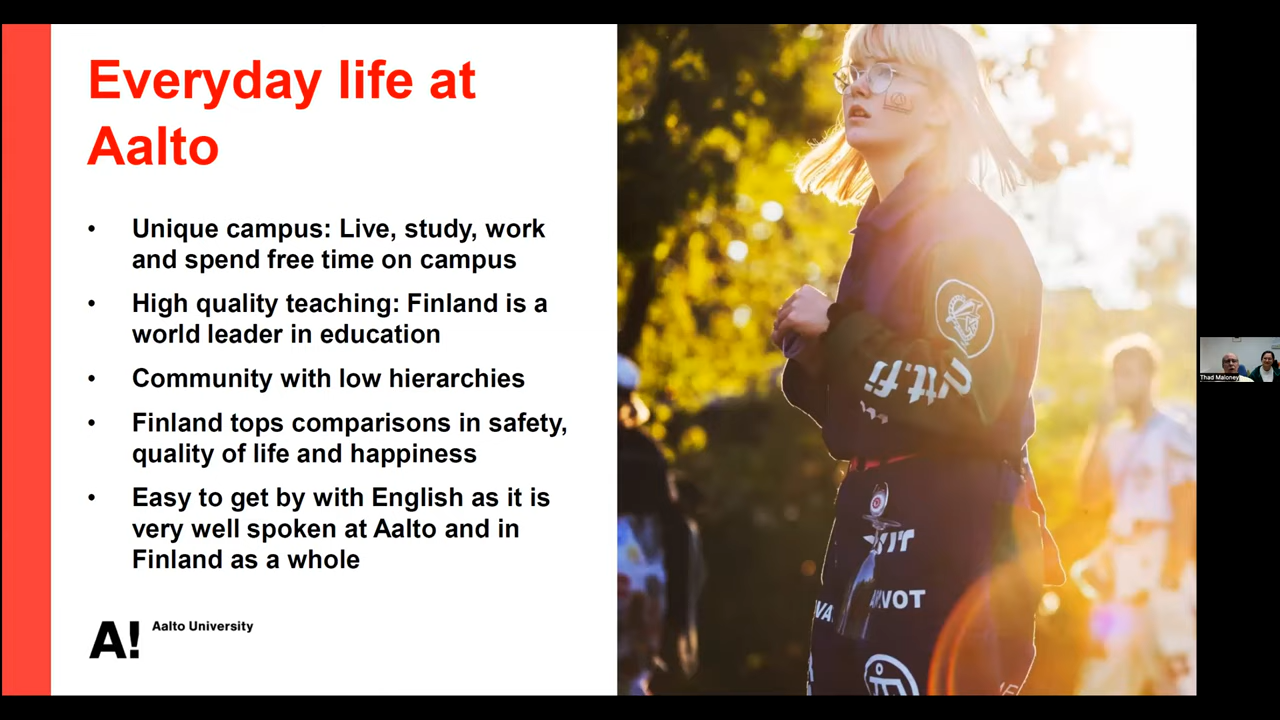 Everyday life at
Aalto
• Unique campus: Live, study, work
and spend free time on campus
• High quality teaching: Finland is a
world leader in education
• Community with low hierarchies
• Finland tops comparisons in safety,
quality of life and happiness
• Easy to get by with English as it is
very well spoken at Aalto and in
Finland as a whole
A! Aalto University
Thad Maloney